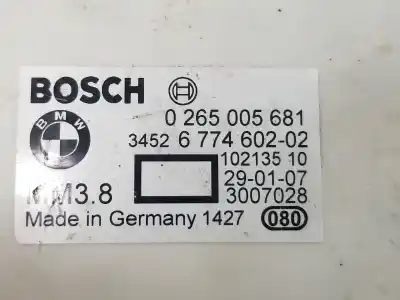 BOSCH
BMW
0 265 005 681
3452 6 774 602-02
102135 10
29-01-07
M3.8 3007028
Made in Germany 1427 080